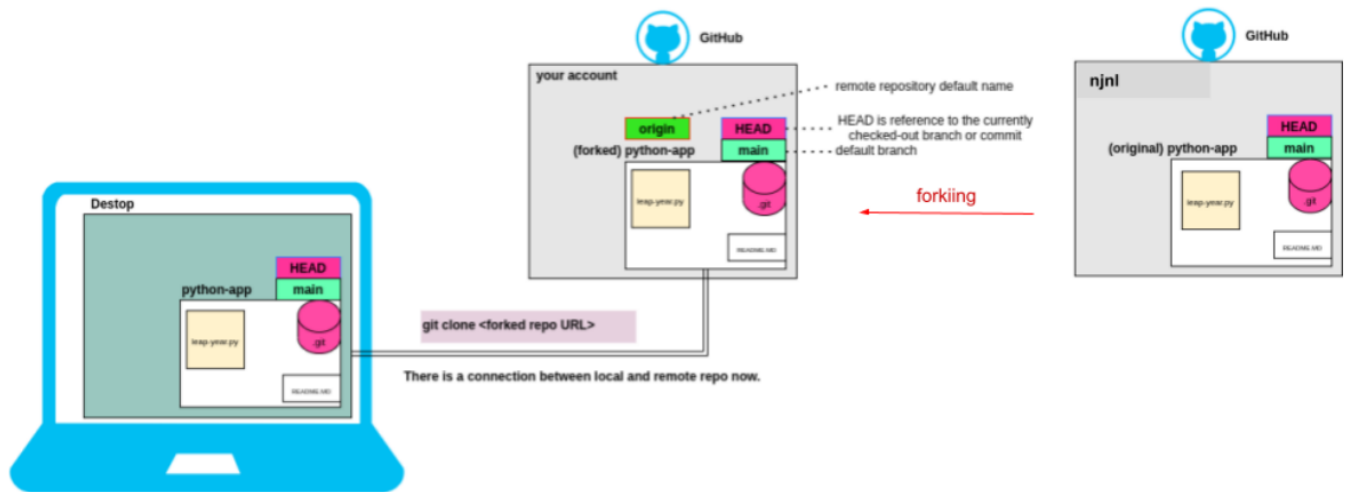 GitHub
your account
remote repository default name
origin
HEAD
HEAD is reference to the currently
checked-out branch or commit
(forked) python-app
main
default branch
leap-year.py
.git
README.MD
GitHub
njnl
HEAD
(original) python-app
main
leap-year.py
.git
README.MD
forkiing
Destop
HEAD
python-app
main
leap-year.py
.git
README.MD
git clone <forked repo URL>
There is a connection between local and remote repo now.